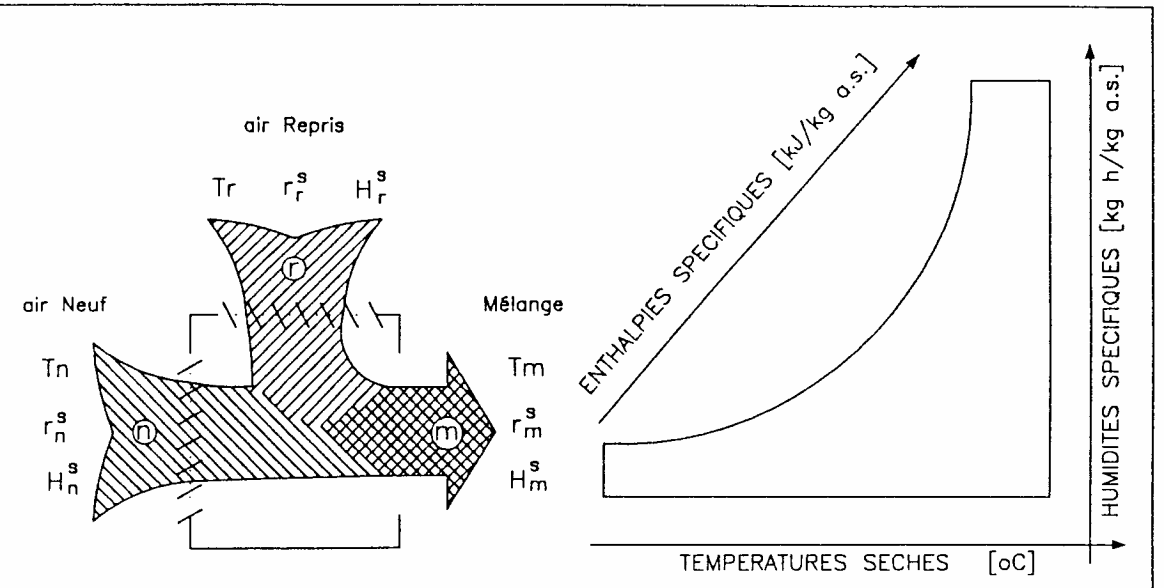 air Repris
Tr r_r^s H_r^s
r
air Neuf
Tn
r_n^s
H_n^s
n
Mélange
Tm
r_m^s
H_m^s
m
ENTHALPIES SPECIFIQUES [kJ/kg a.s.]
HUMIDITES SPECIFIQUES [kg h/kg a.s.]
TEMPERATURES SECHES [oC]